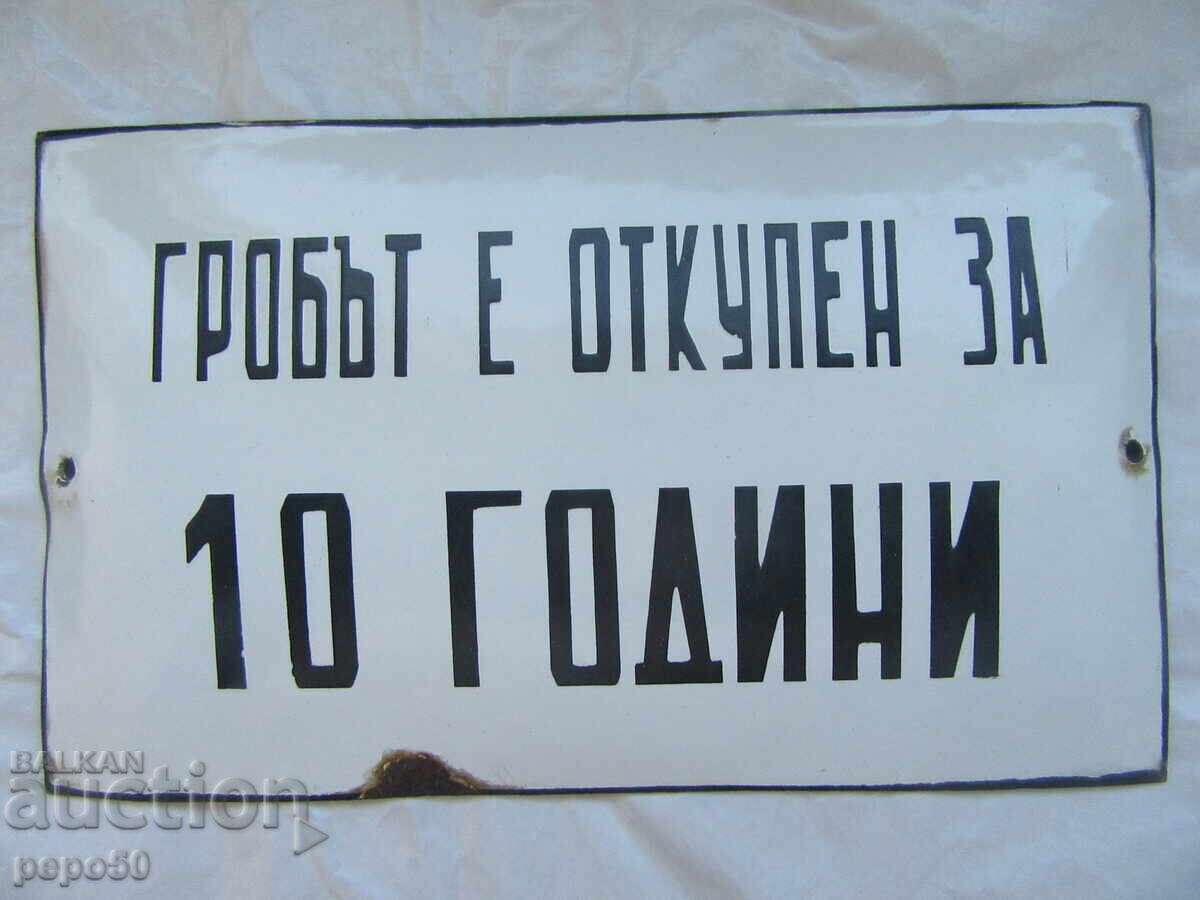 ГРОБЪТ Е ОТКУПЕН ЗА
10 ГОДИНИ
BALKAN
auction
pepo50